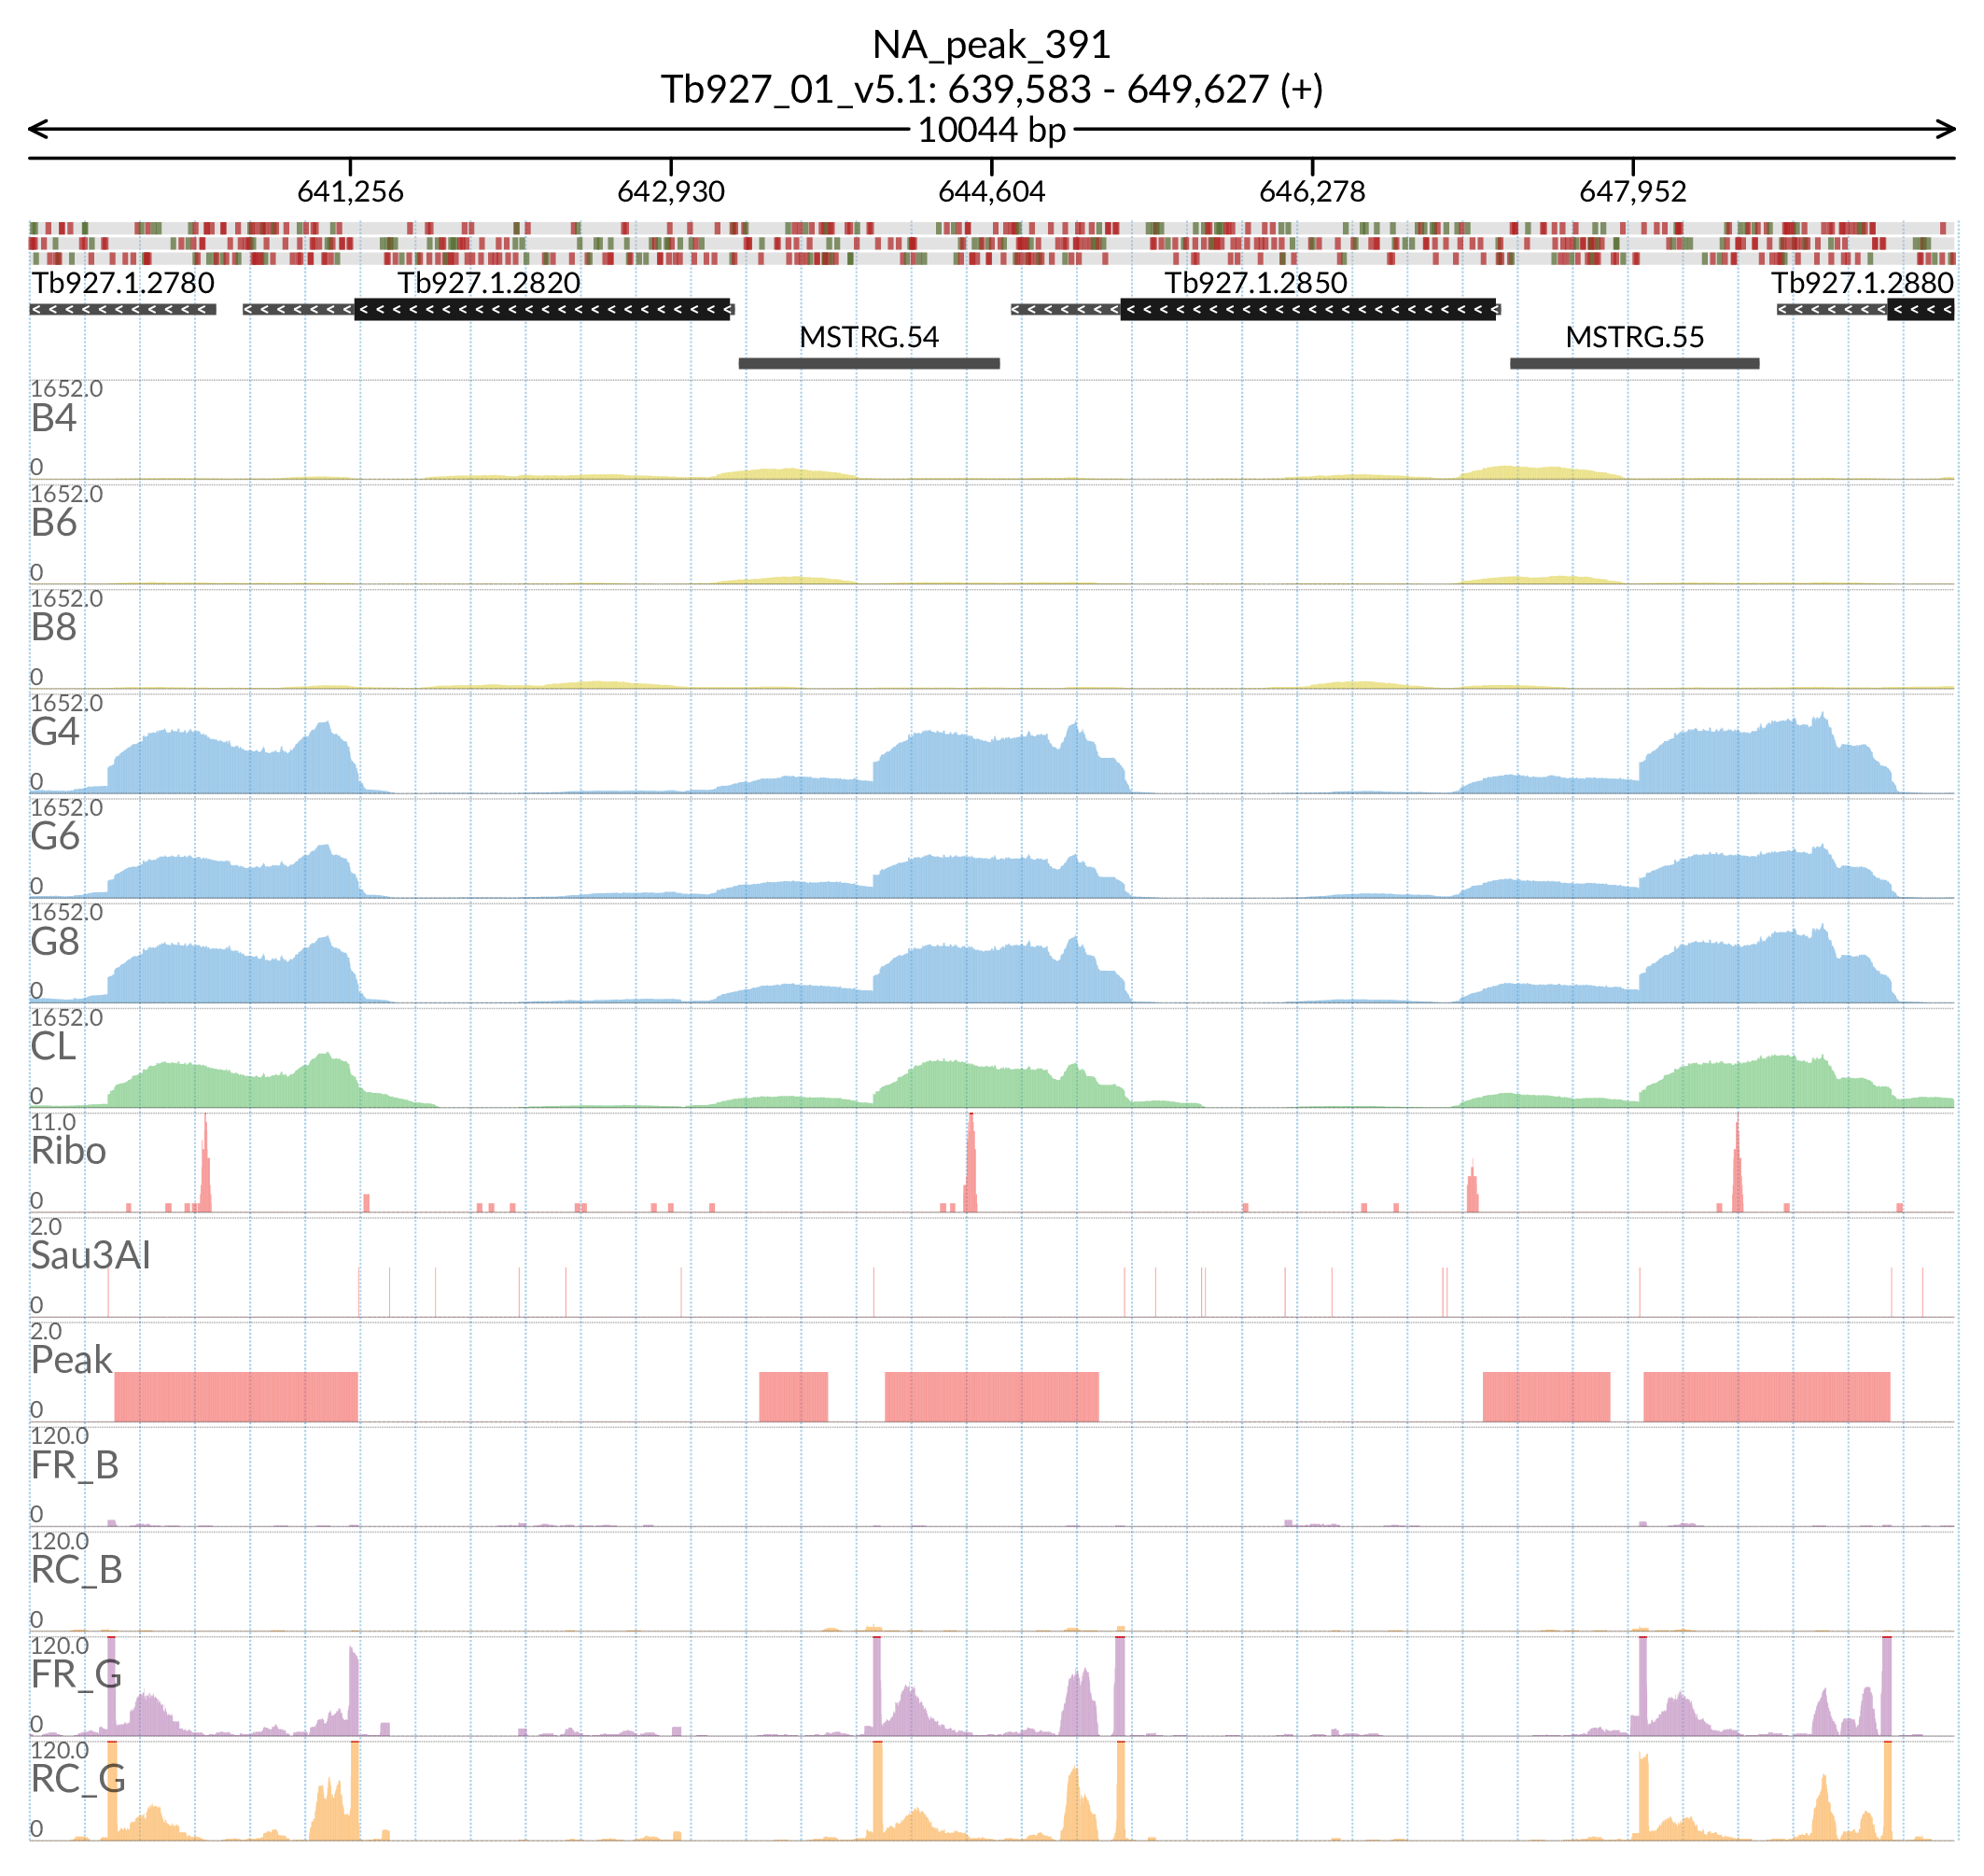 NA_peak_391
Tb927_01_v5.1: 639,583 - 649,627 (+)
10044 bp
641,256 642,930 644,604 646,278 647,952
Tb927.1.2780 Tb927.1.2820 Tb927.1.2850 Tb927.1.2880
MSTRG.54 MSTRG.55
1652.0
B4
0
1652.0
B6
0
1652.0
B8
0
1652.0
G4
0
1652.0
G6
0
1652.0
G8
0
1652.0
CL
0
11.0
Ribo
0
2.0
Sau3AI
0
2.0
Peak
0
120.0
FR_B
0
120.0
RC_B
0
120.0
FR_G
0
120.0
RC_G
0